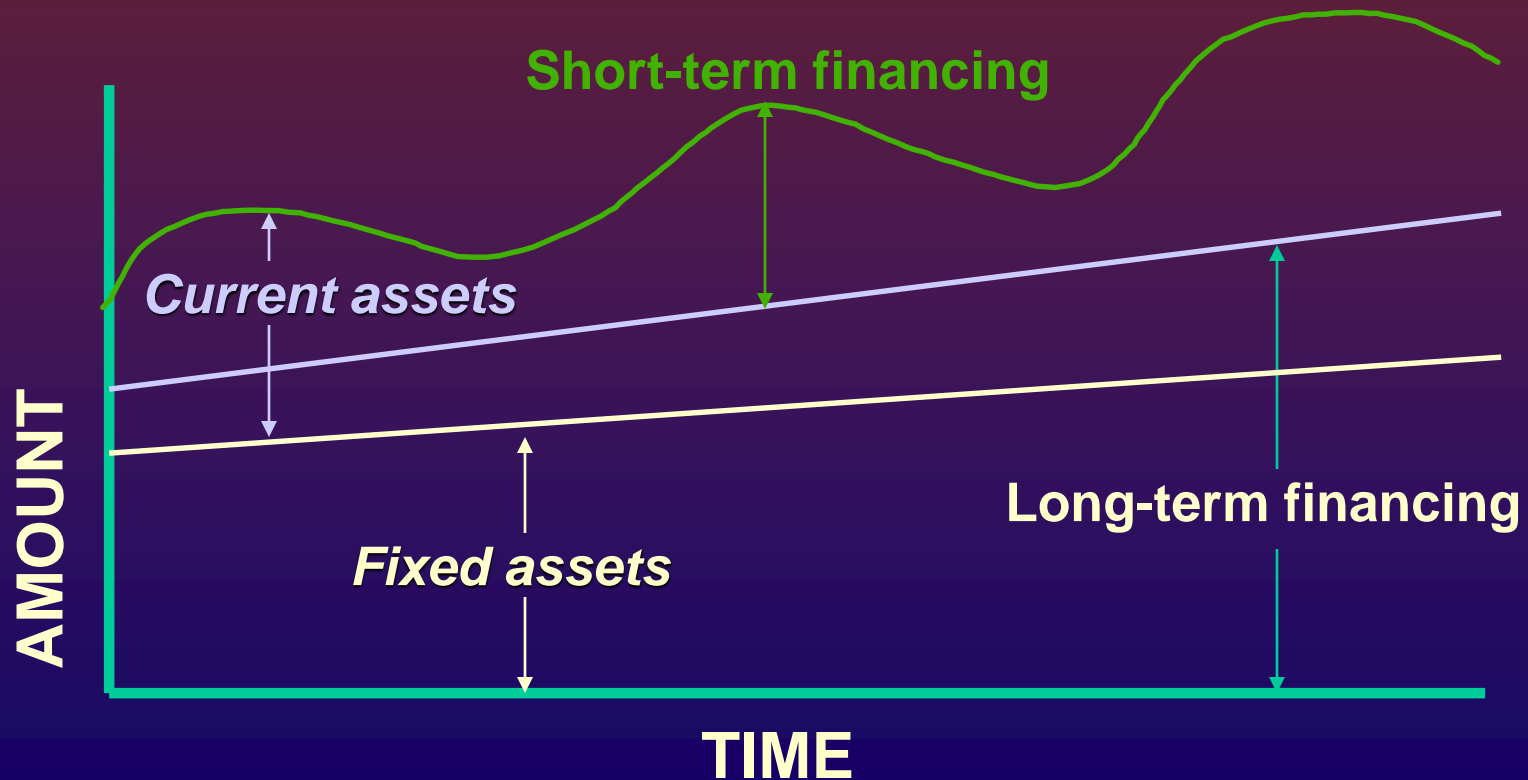 Short-term financing
Current assets
AMOUNT
Long-term financing
Fixed assets
TIME